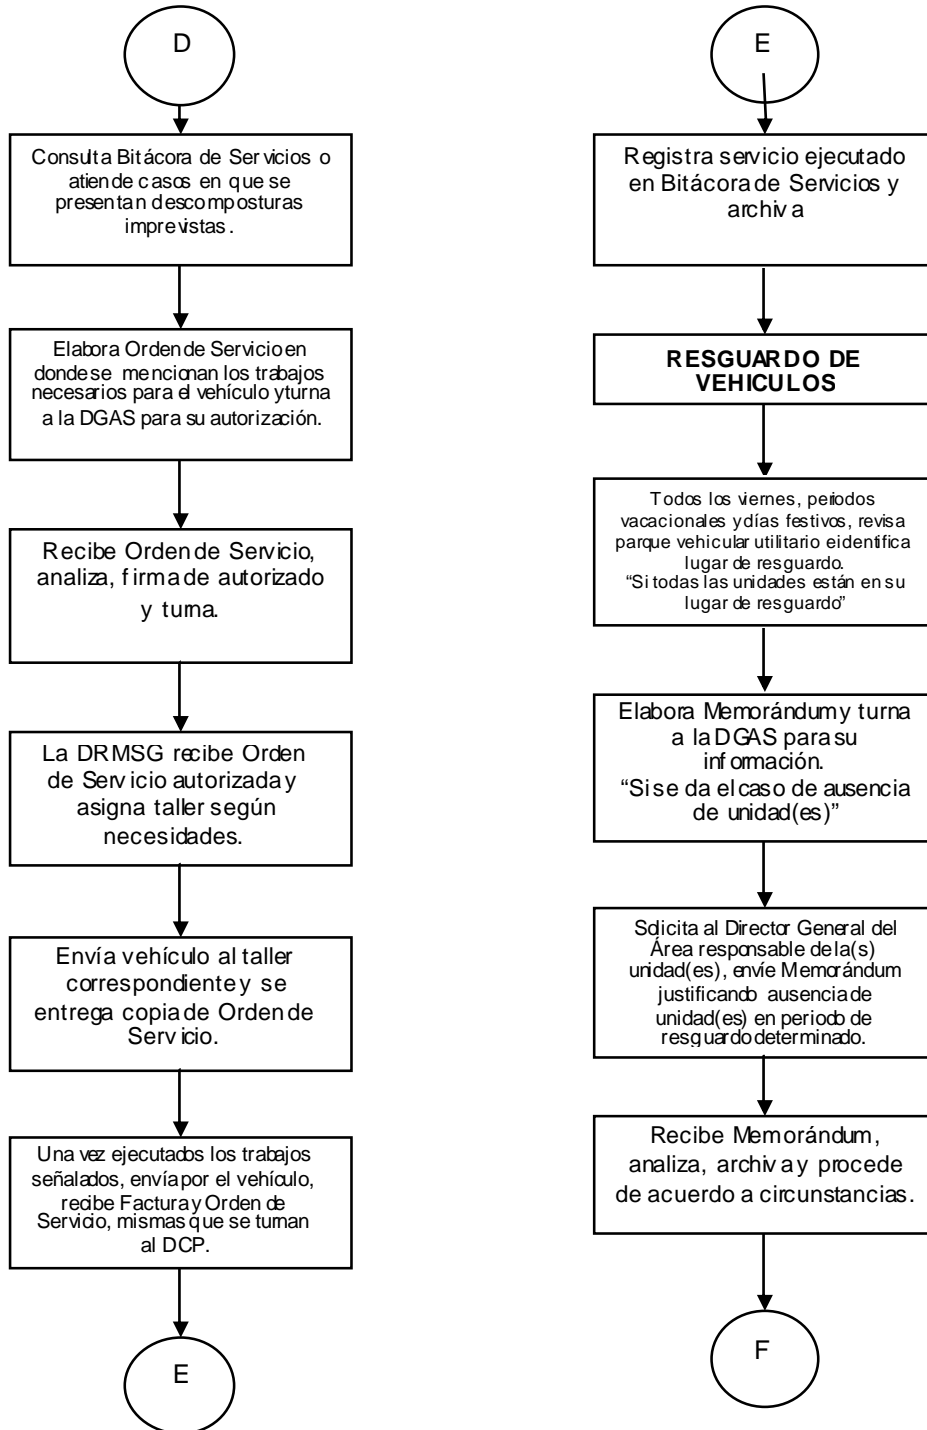 D
Consulta Bitácora de Servicios o
atiende casos en que se
presentan descomposturas
imprevistas.
Elabora Orden de Servicio en
donde se mencionan los trabajos
necesarios para el vehículo y turna
a la DGAS para su autorización.
Recibe Orden de Servicio,
analiza, firma de autorizado
y turna.
La DRMSG recibe Orden
de Servicio autorizada y
asigna taller según
necesidades.
Envía vehículo al taller
correspondiente y se
entrega copia de Orden de
Servicio.
Una vez ejecutados los trabajos
señalados, envía por el vehículo,
recibe Factura y Orden de
Servicio, mismas que se turnan
al DCP.
E
E
Registra servicio ejecutado
en Bitácora de Servicios y
archiva
RESGUARDO DE
VEHICULOS
Todos los viernes, periodos
vacacionales y días festivos, revisa
parque vehicular utilitario e identifica
lugar de resguardo.
“Si todas las unidades están en su
lugar de resguardo”
Elabora Memorándum y turna
a la DGAS para su
información.
“Si se da el caso de ausencia
de unidad(es)”
Solicita al Director General del
Área responsable de la(s)
unidad(es), envíe Memorándum
justificando ausencia de
unidad(es) en periodo de
resguardo determinado.
Recibe Memorándum,
analiza, archiva y procede
de acuerdo a circunstancias.
F